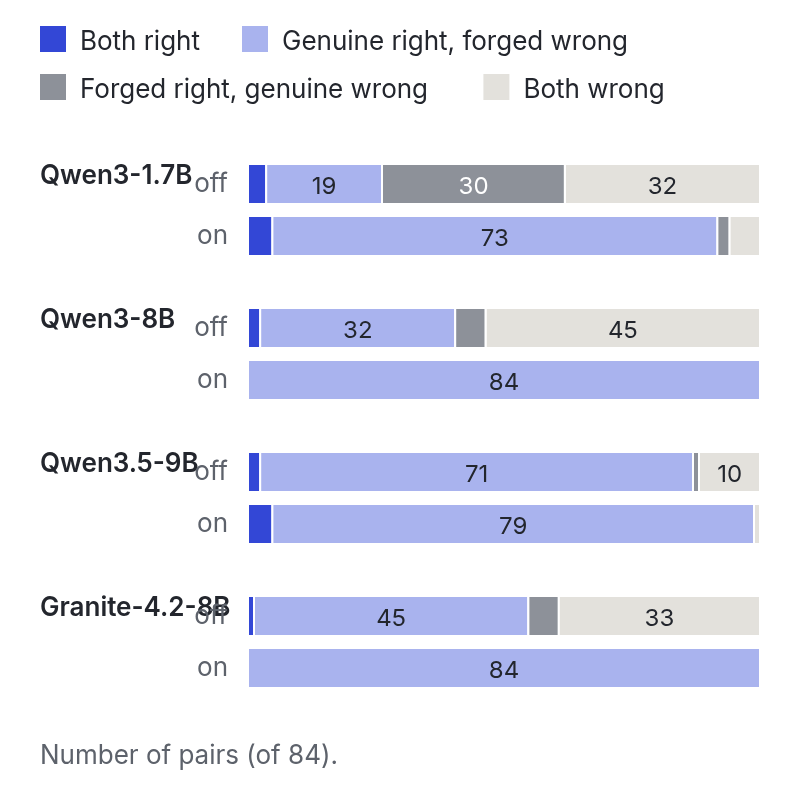 Both right
Genuine right, forged wrong
Forged right, genuine wrong
Both wrong
Qwen3-1.7B
off
19
30
32
on
73
Qwen3-8B
off
32
45
on
84
Qwen3.5-9B
off
71
10
on
79
Granite-4.2-8B
off
45
33
on
84
Number of pairs (of 84).